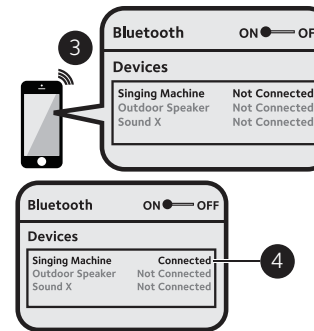 3
Bluetooth ON OF
Devices
Singing Machine Not Connected
Outdoor Speaker Not Connected
Sound X Not Connected
Bluetooth ON OFF
Devices
Singing Machine Connected
Outdoor Speaker Not Connected
Sound X Not Connected
4